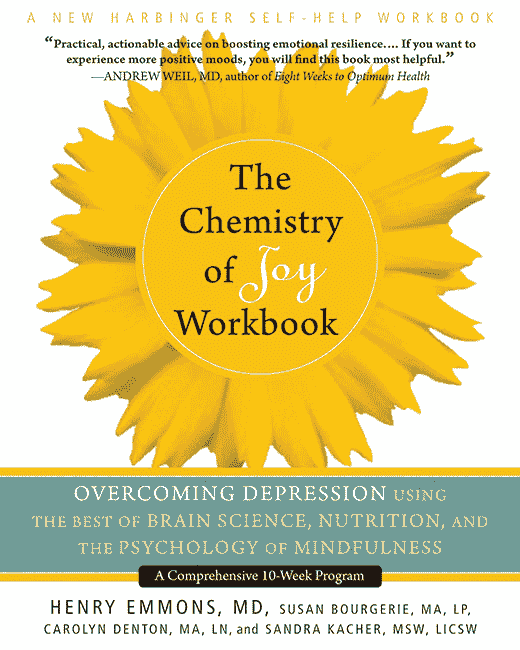 A NEW HARBINGER SELF-HELP WORKBOOK
“Practical, actionable advice on boosting emotional resilience.... If you want to
experience more positive moods, you will find this book most helpful.”
—ANDREW WEIL, MD, author of Eight Weeks to Optimum Health
The
Chemistry
of Joy
Workbook
OVERCOMING DEPRESSION USING
THE BEST OF BRAIN SCIENCE, NUTRITION, AND
THE PSYCHOLOGY OF MINDFULNESS
A Comprehensive 10-Week Program
HENRY EMMONS, MD, SUSAN BOURGERIE, MA, LP,
CAROLYN DENTON, MA, LN, and SANDRA KACHER, MSW, LICSW